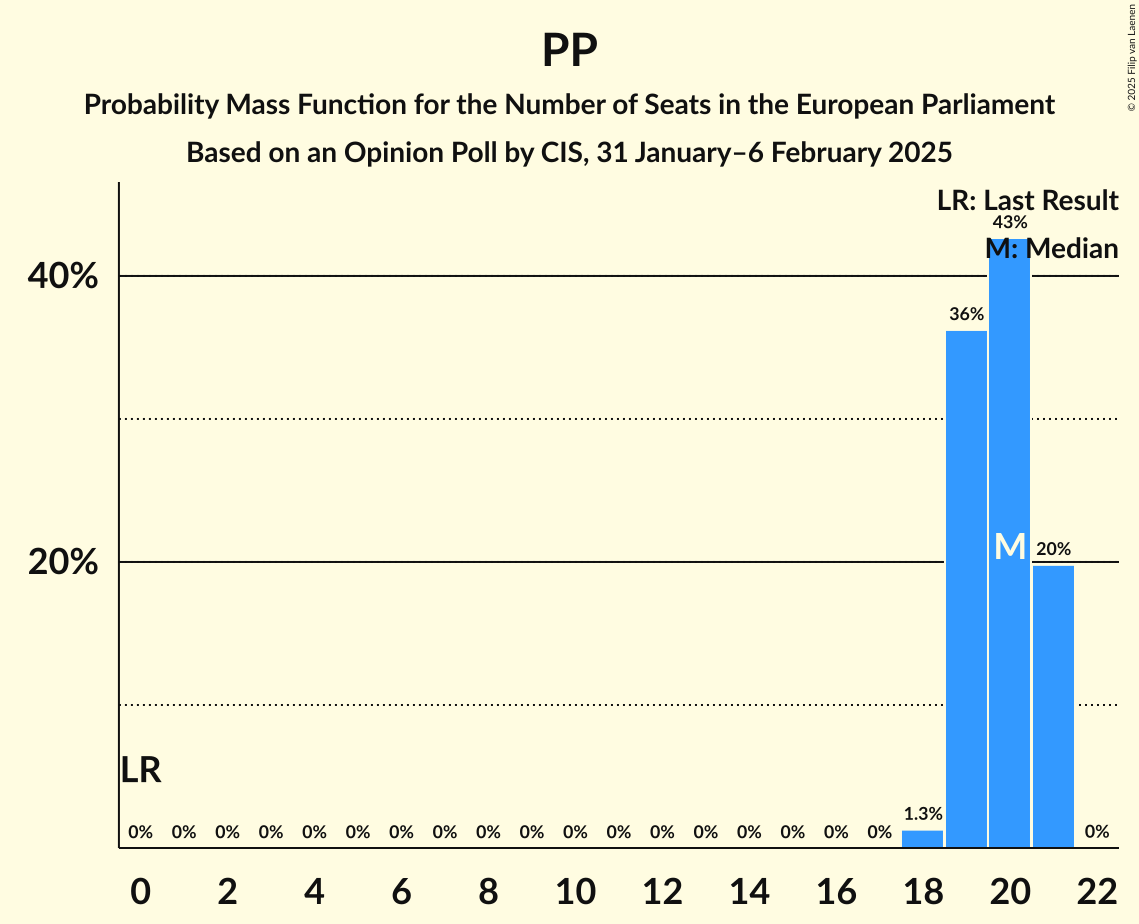 PP
Probability Mass Function for the Number of Seats in the European Parliament
Based on an Opinion Poll by CIS, 31 January–6 February 2025
© 2025 Filip van Laenen
LR: Last Result
43%
M: Median
40%
36%
M
20%
20%
LR
1.3%
0% 0% 0% 0% 0% 0% 0% 0% 0% 0% 0% 0% 0% 0% 0% 0% 0% 0% 0%
0 2 4 6 8 10 12 14 16 18 20 22